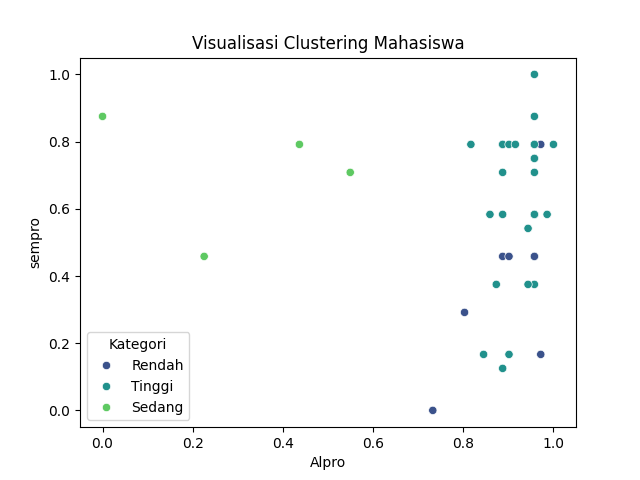 Visualisasi Clustering Mahasiswa
1.0
0.8
0.6
0.4
0.2
0.0
sempro
Kategori
Rendah
Tinggi
Sedang
0.0 0.2 0.4 0.6 0.8 1.0
Alpro